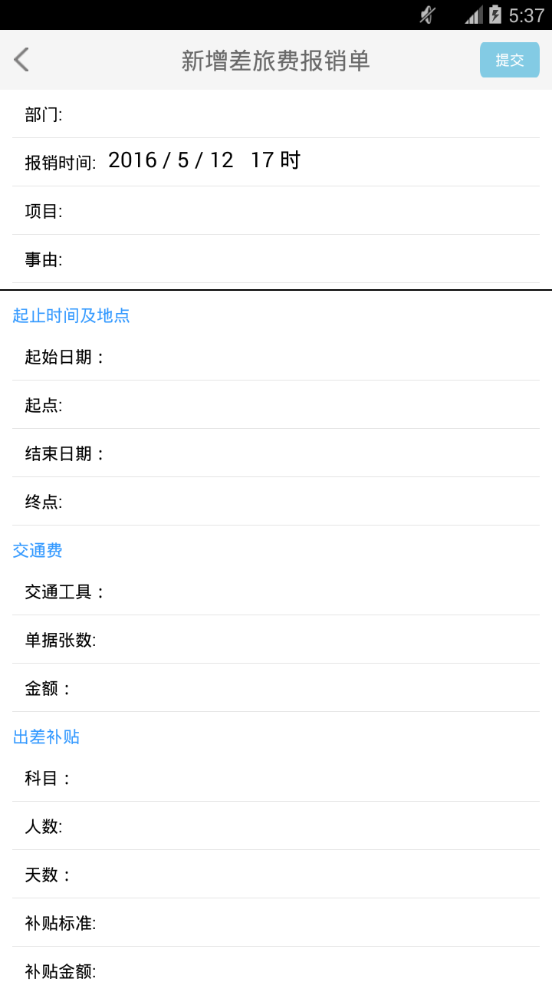 5:37
新增差旅费报销单
提交
部门:
报销时间: 2016 / 5 / 12 17 时
项目:
事由:
起止时间及地点
起始日期：
起点:
结束日期：
终点:
交通费
交通工具：
单据张数:
金额：
出差补贴
科目：
人数:
天数：
补贴标准:
补贴金额: